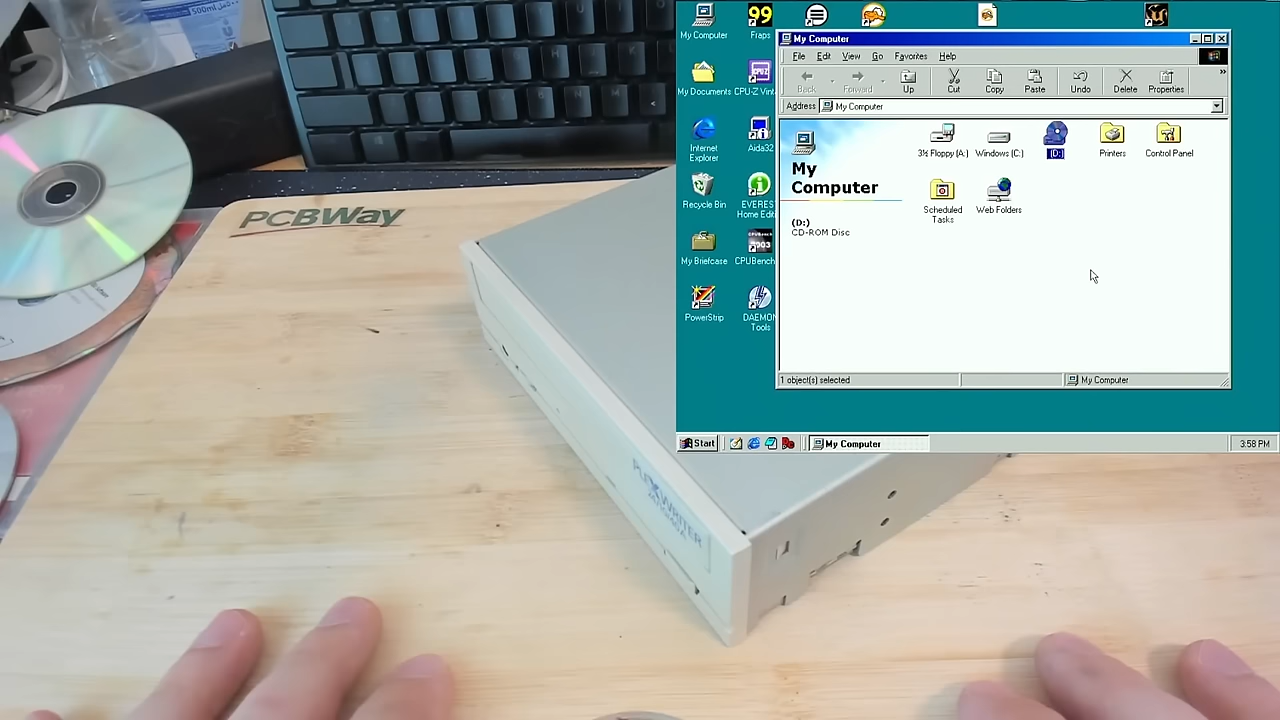 500ml
PCBWay
PLEXWRITER
My Computer
Fraps
My Documents
CPU-Z Vint
Internet
Explorer
Aida32
Recycle Bin
EVEREST
Home Edit
My Briefcase
CPUBench
2003
PowerStrip
DAEMON
Tools
99
My Computer
File Edit View Go Favorites Help
Back Forward Up Cut Copy Paste Undo Delete Properties
»
Address My Computer
My
Computer
(D:)
CD-ROM Disc
3½ Floppy (A:) Windows (C:) (D:) Printers Control Panel
Scheduled
Tasks
Web Folders
1 object(s) selected My Computer
Start My Computer 3:58 PM